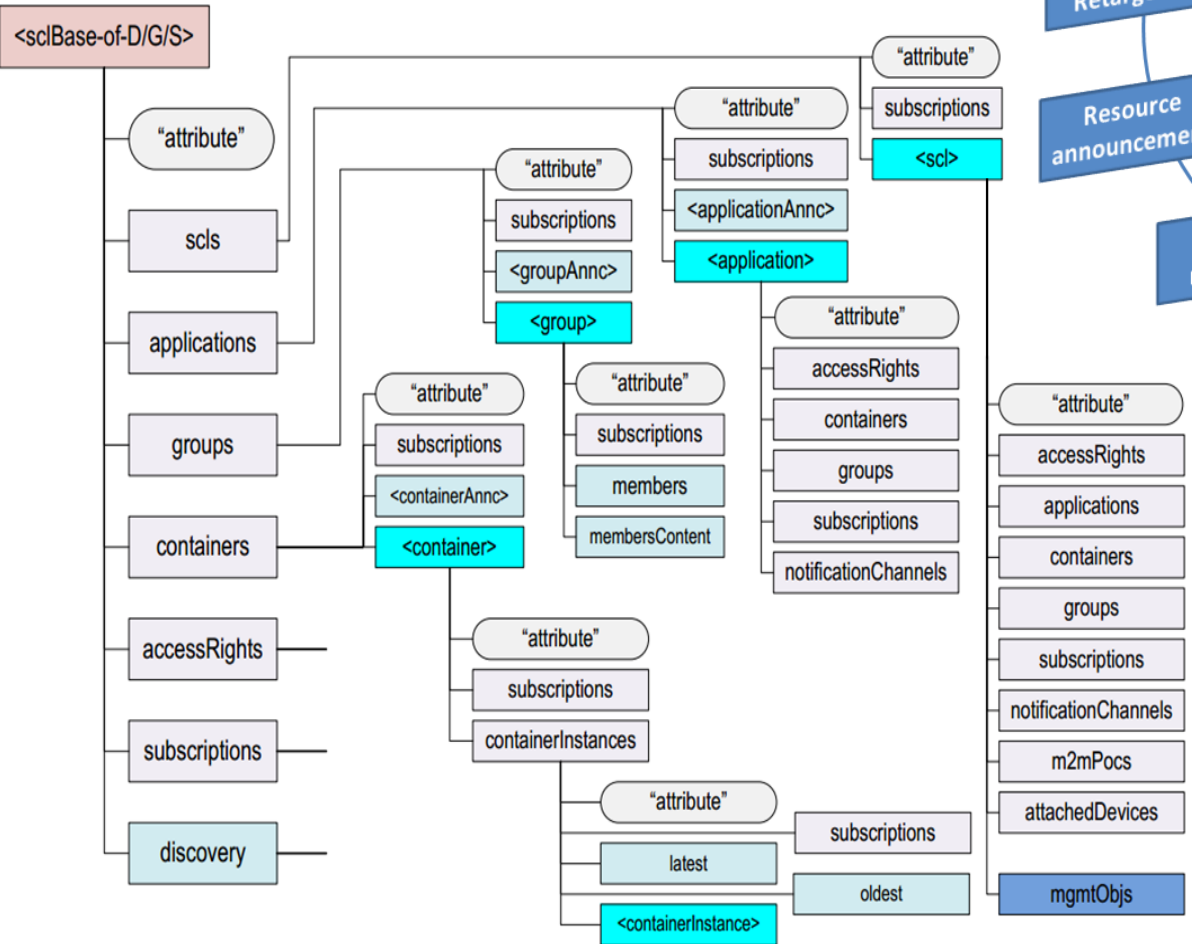 <sclBase-of-D/G/S>
“attribute”
scls
applications
groups
containers
accessRights
subscriptions
discovery
“attribute”
subscriptions
<containerAnnc>
<container>
“attribute”
subscriptions
containerInstances
“attribute”
subscriptions
latest
oldest
<containerInstance>
“attribute”
subscriptions
<groupAnnc>
<group>
“attribute”
subscriptions
members
membersContent
“attribute”
subscriptions
<applicationAnnc>
<application>
“attribute”
accessRights
containers
groups
subscriptions
notificationChannels
“attribute”
subscriptions
<scl>
“attribute”
accessRights
applications
containers
groups
subscriptions
notificationChannels
m2mPocs
attachedDevices
mgmtObjs
Resource